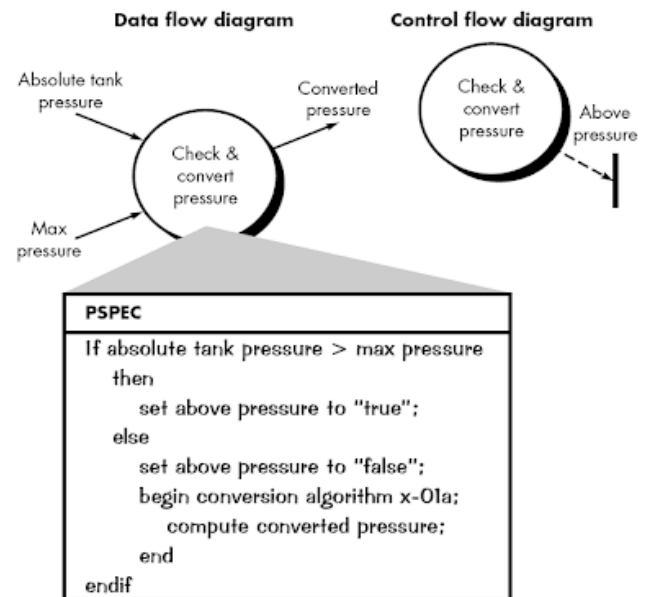 Data flow diagram
Control flow diagram
Absolute tank
pressure
Converted
pressure
Check &
convert
pressure
Max
pressure
Check &
convert
pressure
Above
pressure
PSPEC
If absolute tank pressure > max pressure
then
set above pressure to "true";
else
set above pressure to "false";
begin conversion algorithm x-01a;
compute converted pressure;
end
endif